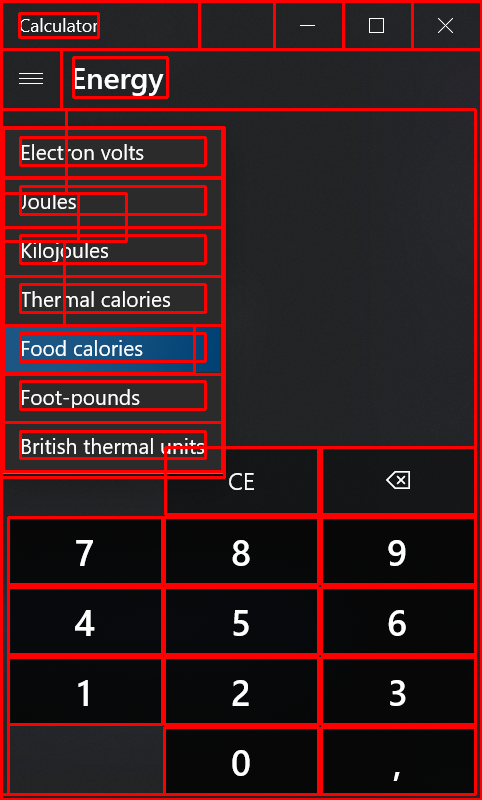 Calculator
Energy
Electron volts
Joules
Kilojoules
Thermal calories
Food calories
Foot-pounds
British thermal units
CE
7 8 9
4 5 6
1 2 3
0 ,